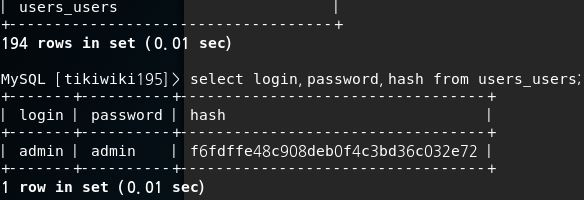 | users_users |
+------------------------------------+
194 rows in set (0.01 sec)
MySQL [tikiwiki195]> select login,password,hash from users_users;
+-------+----------+----------------------------------+
| login | password | hash |
+-------+----------+----------------------------------+
| admin | admin | f6fdffe48c908deb0f4c3bd36c032e72 |
+-------+----------+----------------------------------+
1 row in set (0.01 sec)